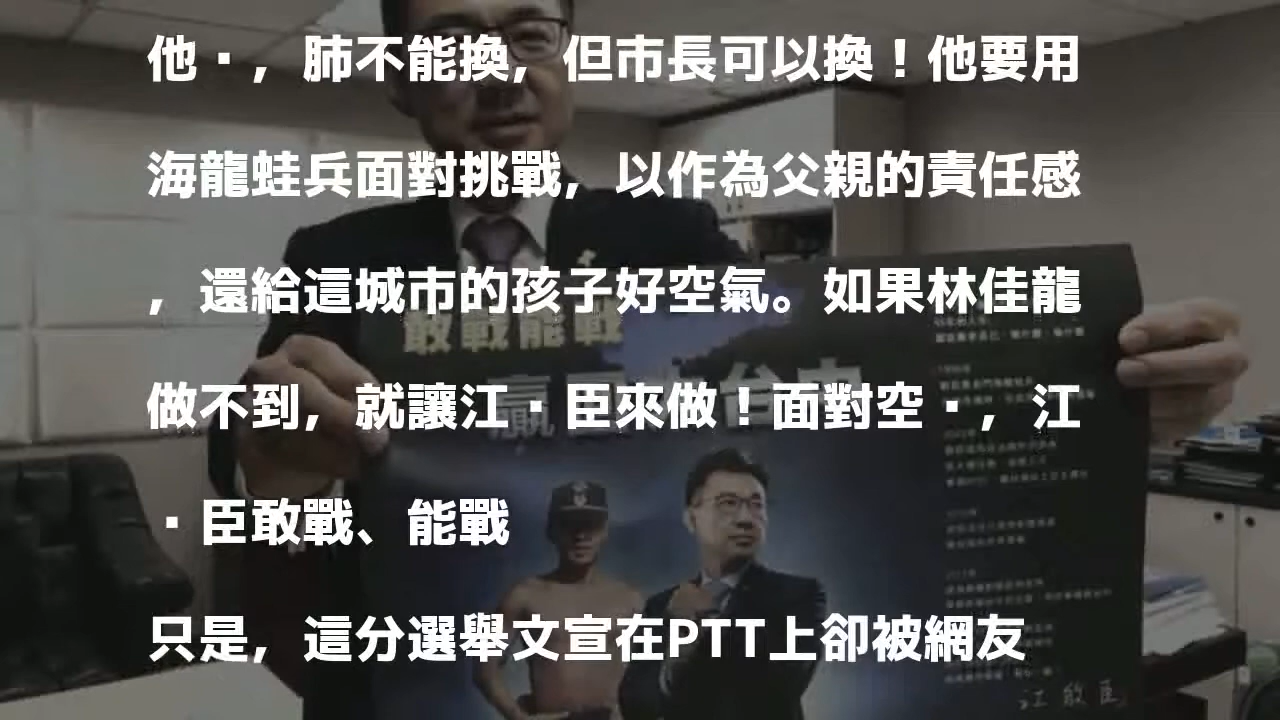 他▪，肺不能換，但市長可以換！他要用
海龍蛙兵面對挑戰，以作為父親的責任感
，還給這城市的孩子好空氣。如果林佳龍
敢戰能戰
做不到，就讓江▪臣來做！面對空▪，江
▪臣敢戰、能戰
只是，這分選舉文宣在PTT上卻被網友
江啟臣